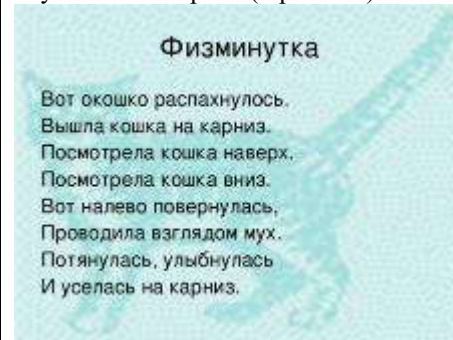 Физминутка
Вот окошко распахнулось.
Вышла кошка на карниз.
Посмотрела кошка наверх.
Посмотрела кошка вниз.
Вот налево повернулась,
Проводила взглядом мух.
Потянулась, улыбнулась
И уселась на карниз.